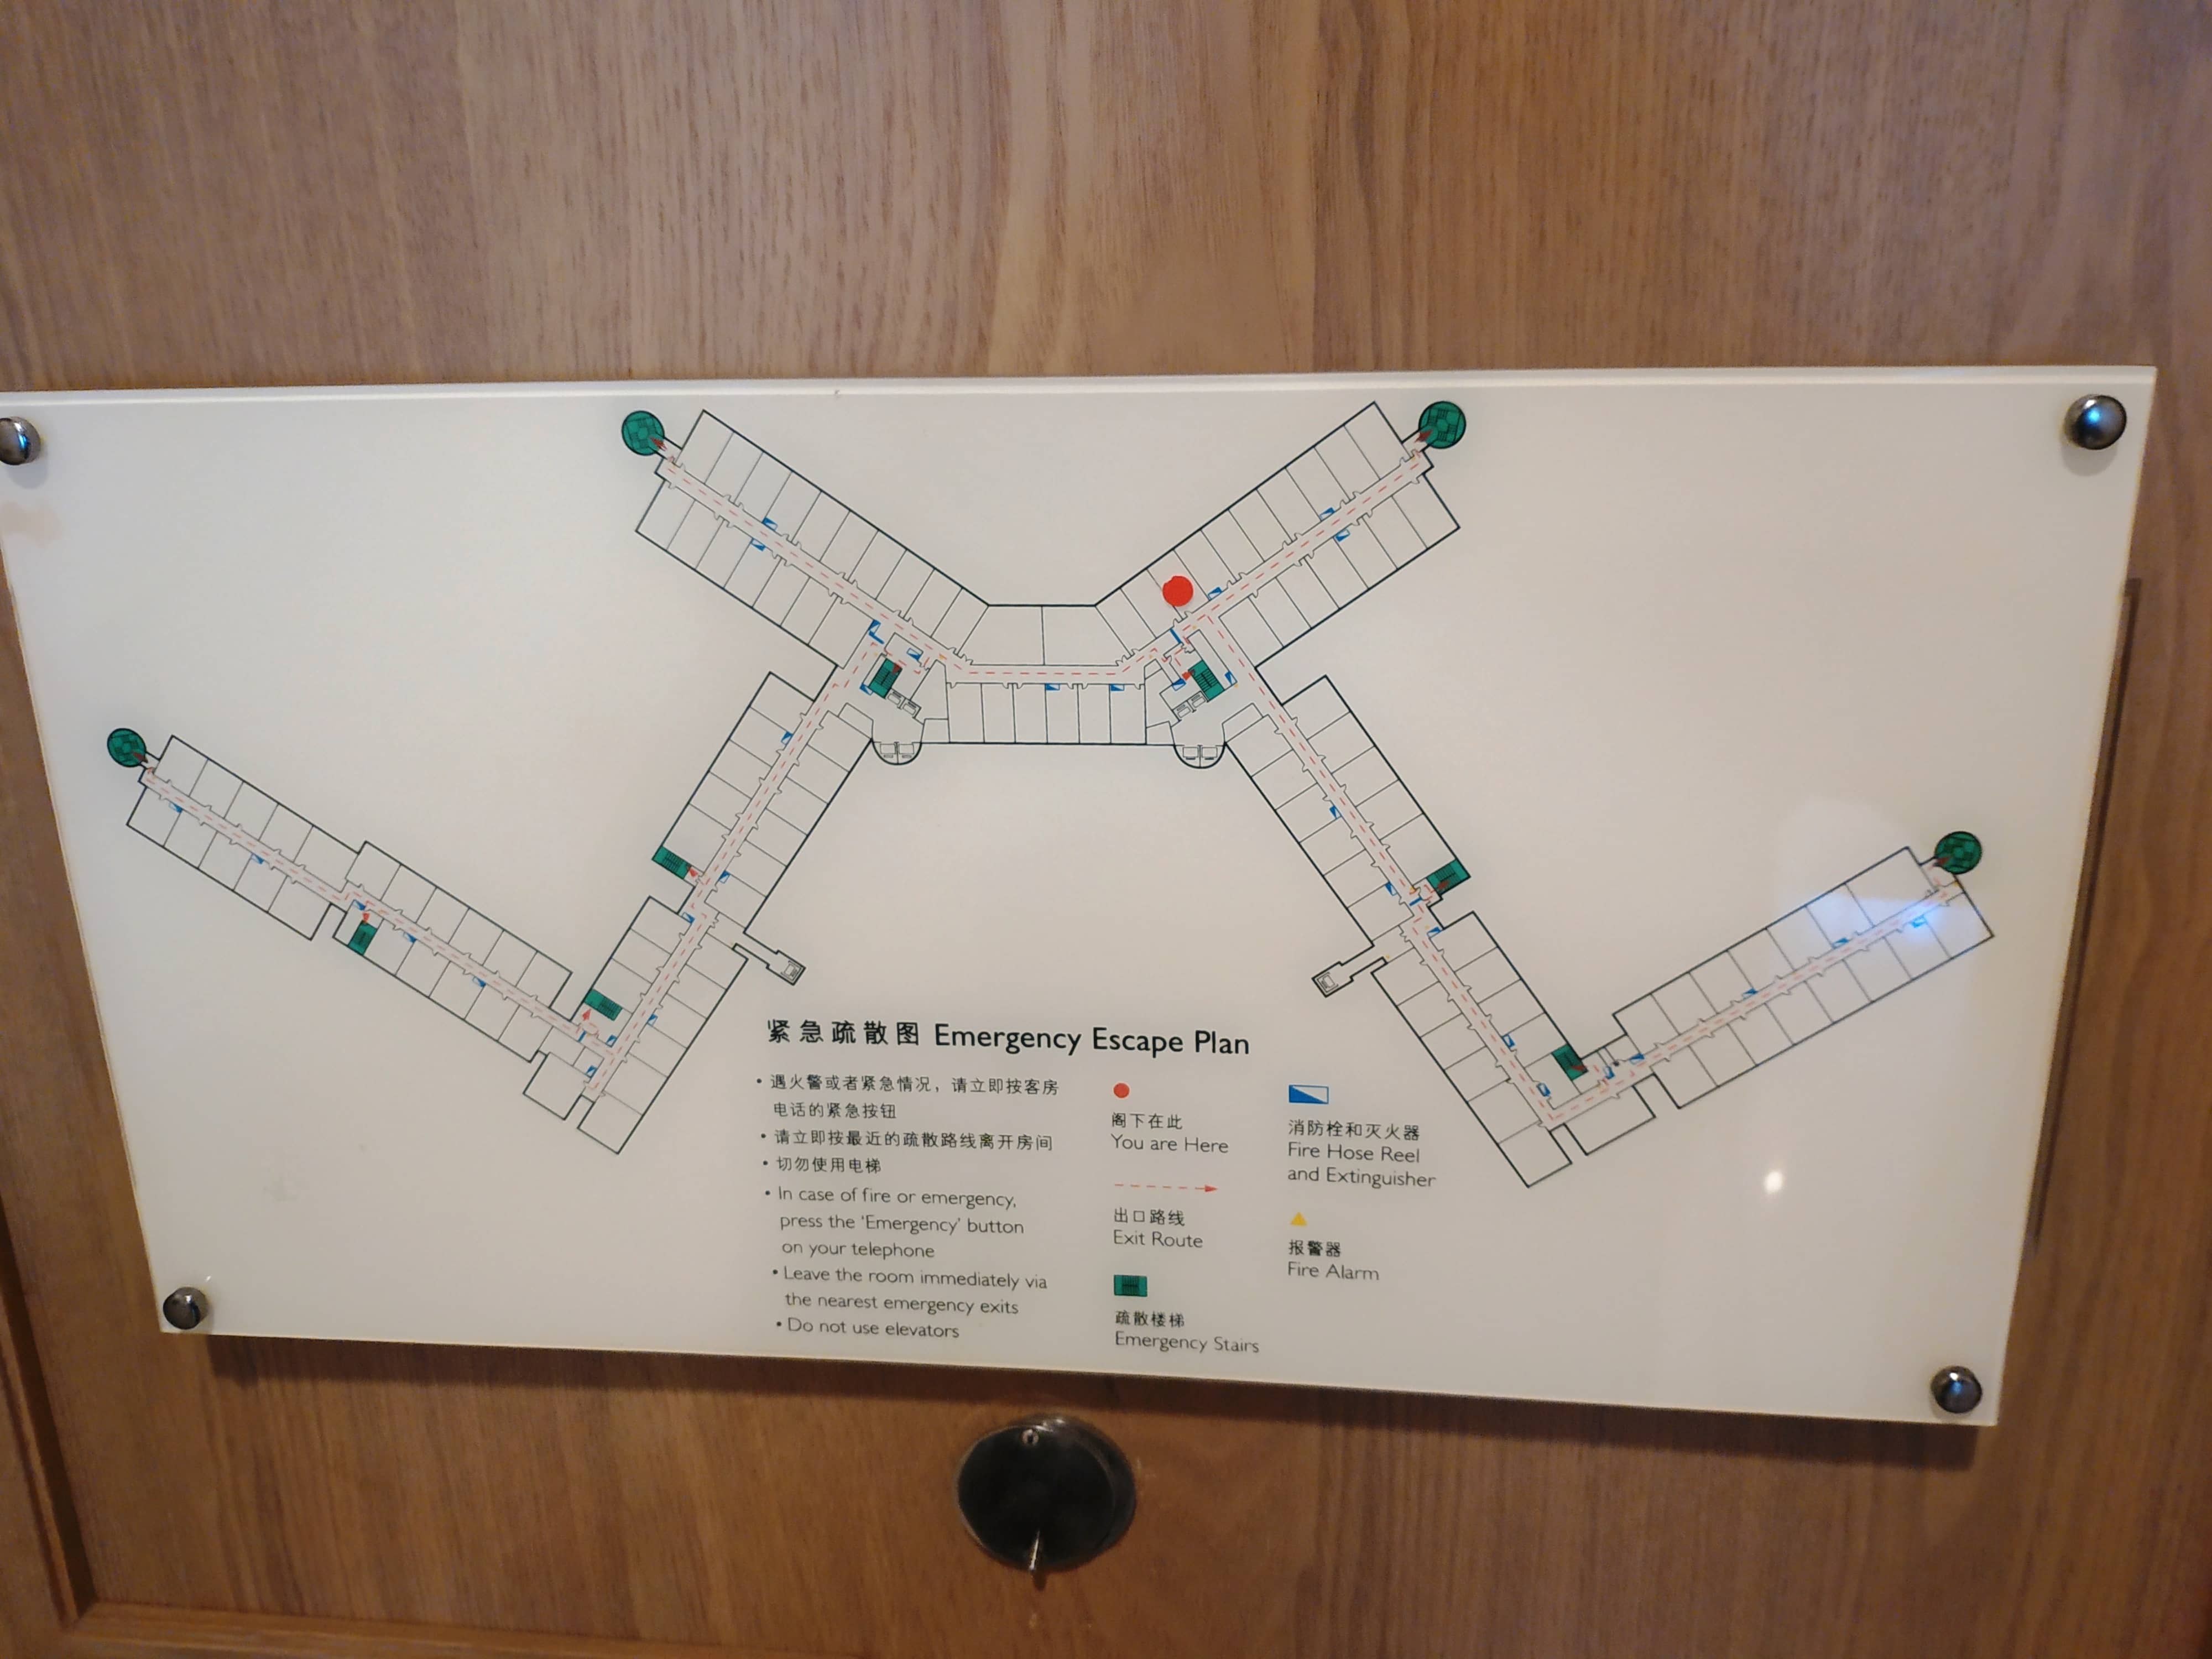 紧急疏散图 Emergency Escape Plan
• 遇火警或者紧急情况，请立即按客房
电话的紧急按钮
• 请立即按最近的疏散路线离开房间
• 切勿使用电梯
• In case of fire or emergency,
press the ‘Emergency’ button
on your telephone
• Leave the room immediately via
the nearest emergency exits
• Do not use elevators
阁下在此
You are Here
出口路线
Exit Route
疏散楼梯
Emergency Stairs
消防栓和灭火器
Fire Hose Reel
and Extinguisher
报警器
Fire Alarm